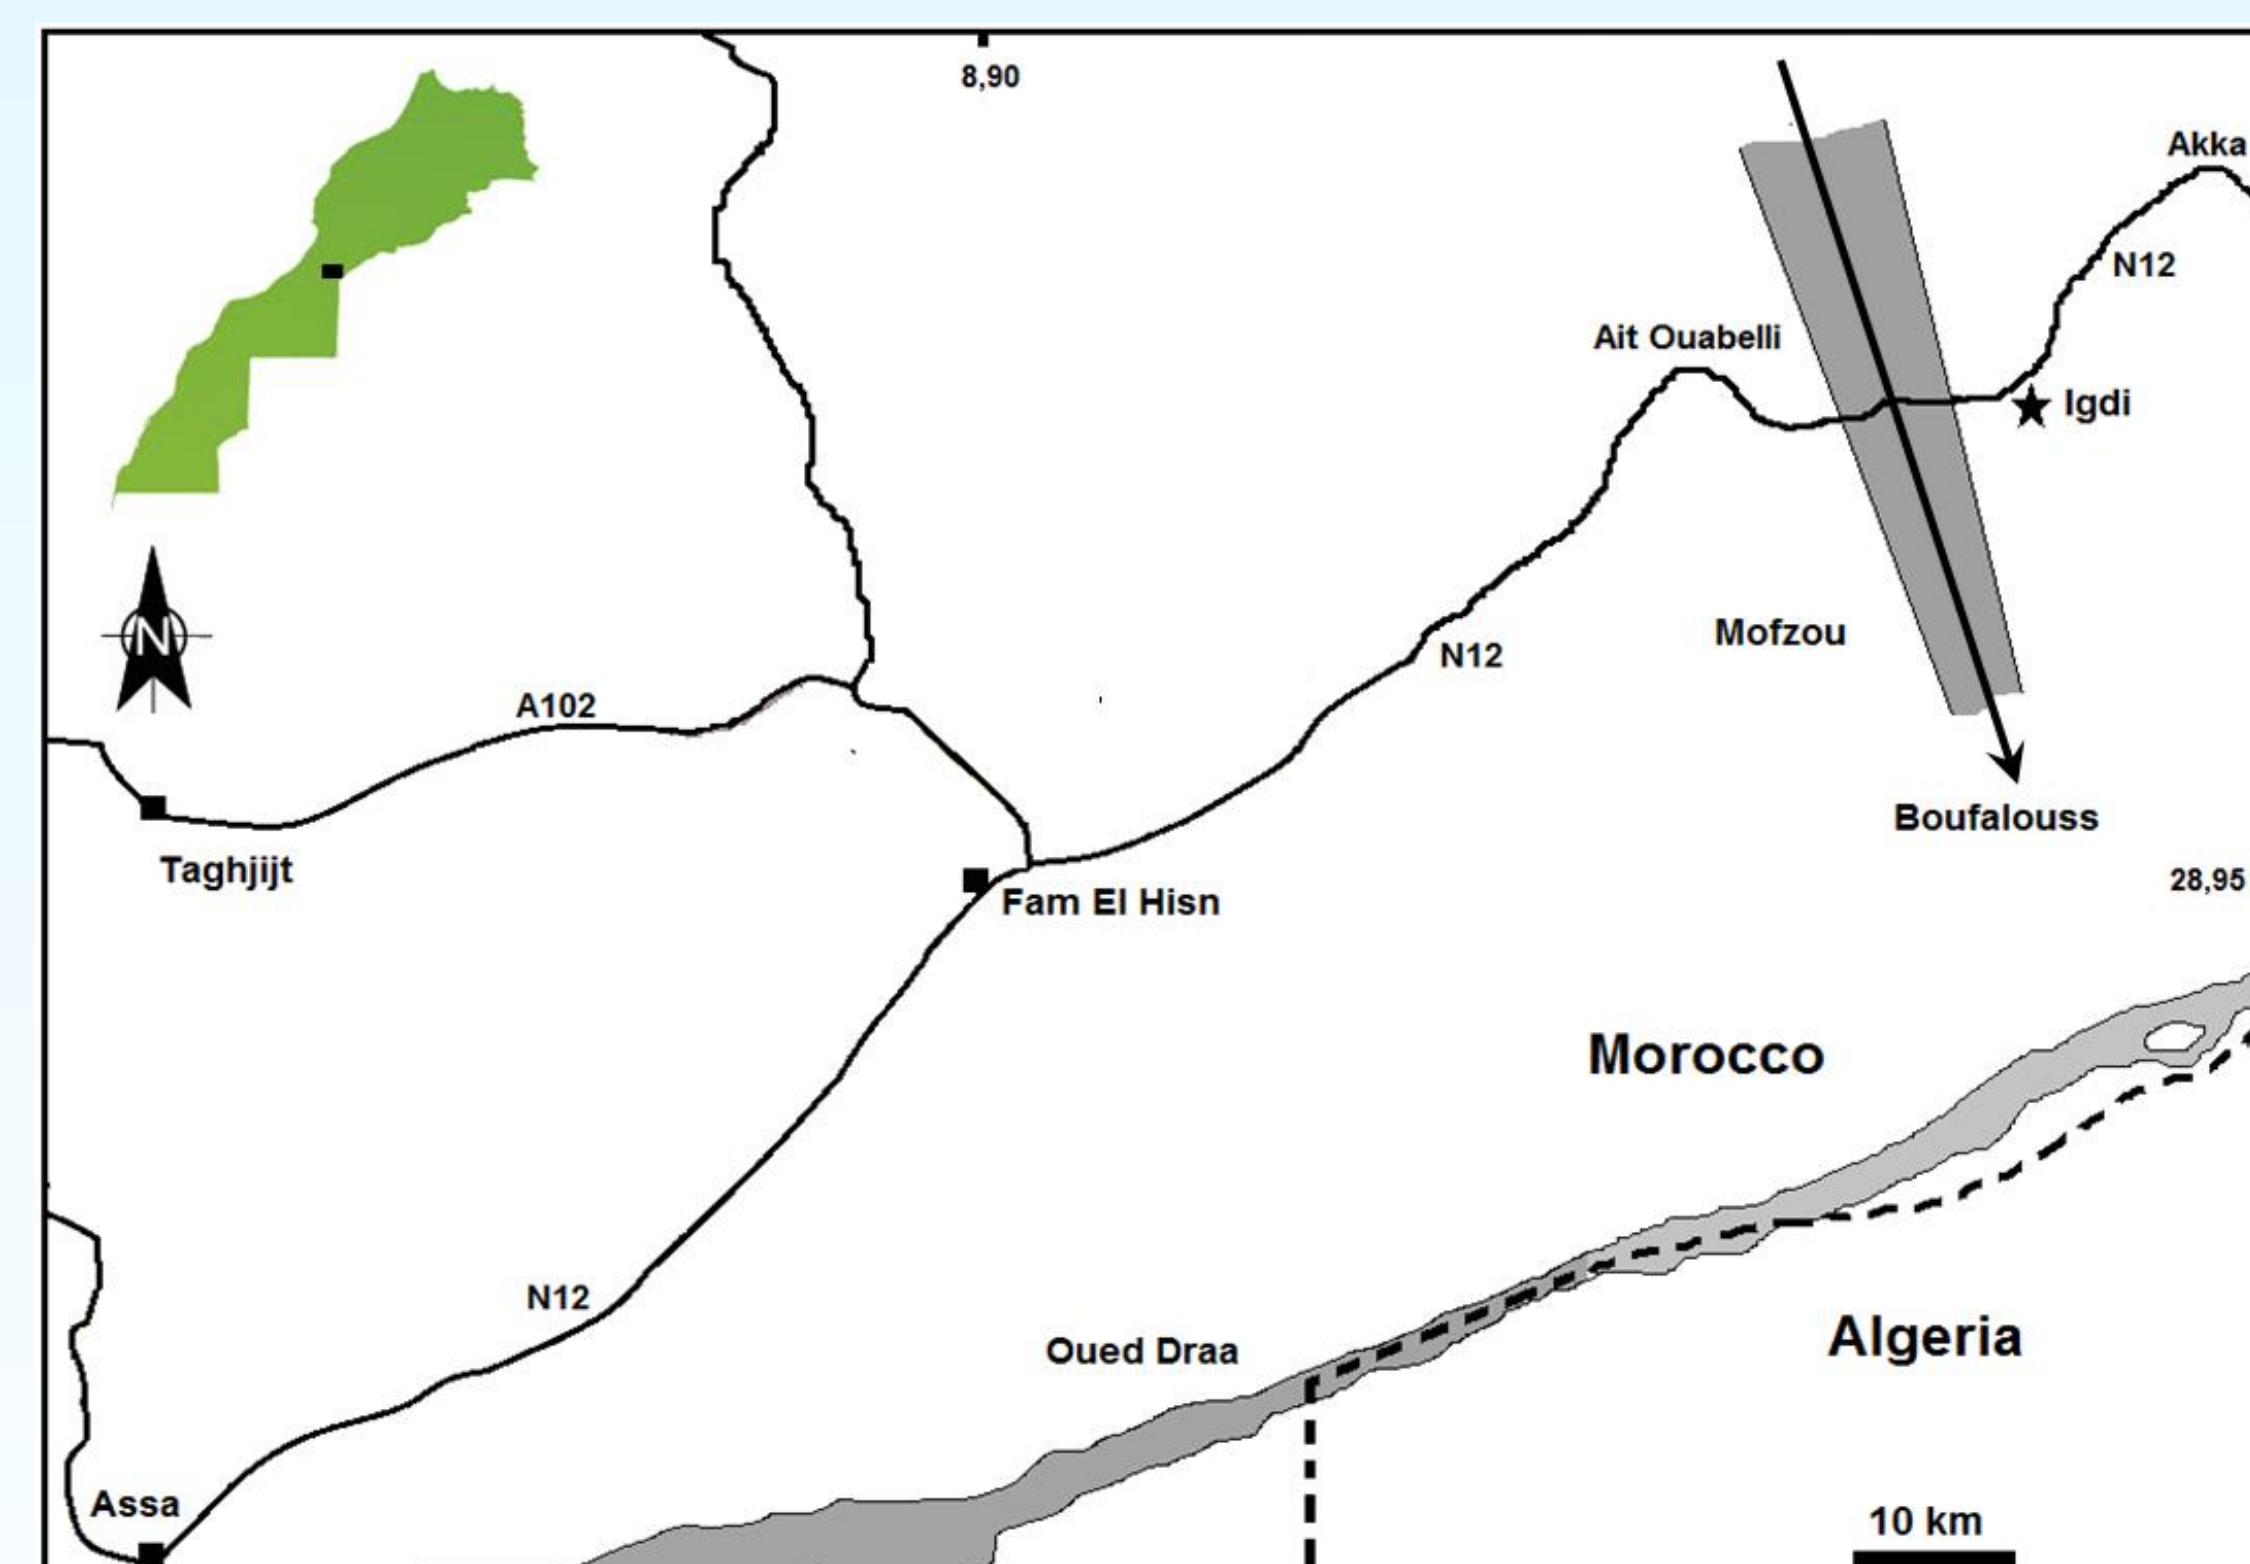 8,90
Akka
N12
Ait Ouabelli
Igdi
N
Mofzou
N12
A102
Boufalouss
Taghjijt
28,95
Fam El Hisn
Morocco
N12
Algeria
Oued Draa
Assa
10 km